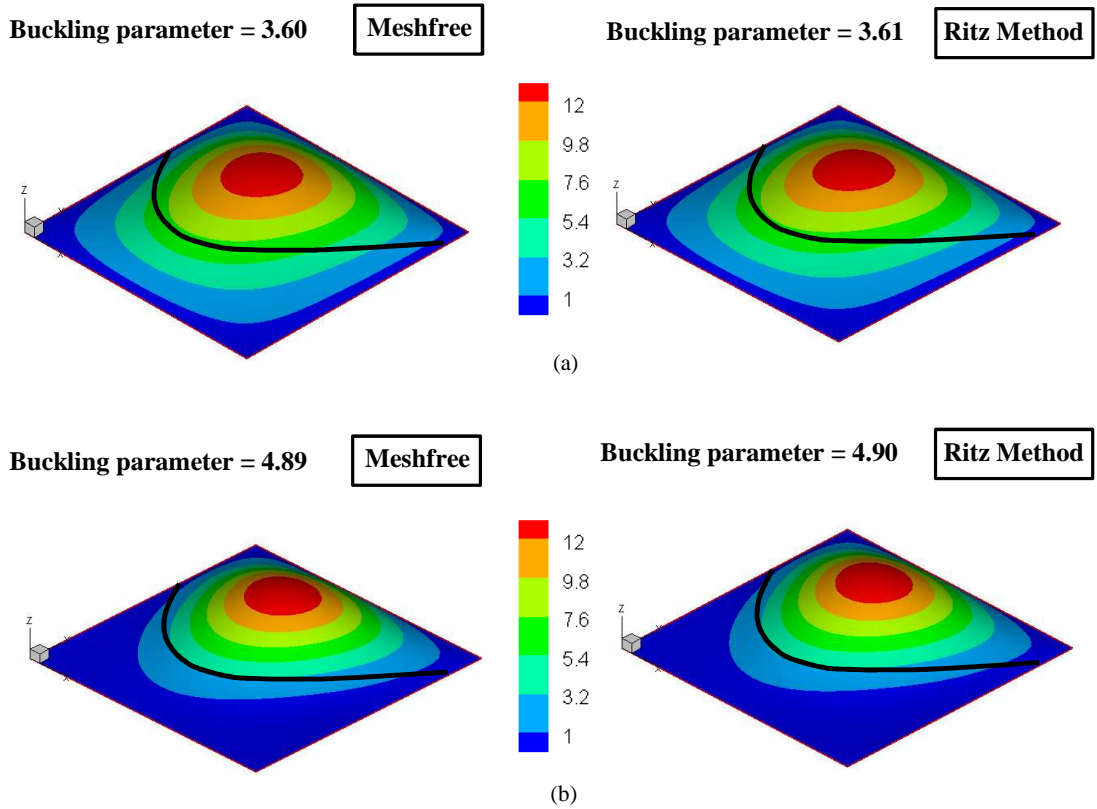 Buckling parameter = 3.60
Meshfree
Buckling parameter = 3.61
Ritz Method
12
9.8
7.6
5.4
3.2
1
z
x
z
x
(a)
Buckling parameter = 4.89
Meshfree
Buckling parameter = 4.90
Ritz Method
12
9.8
7.6
5.4
3.2
1
z
x
z
x
(b)